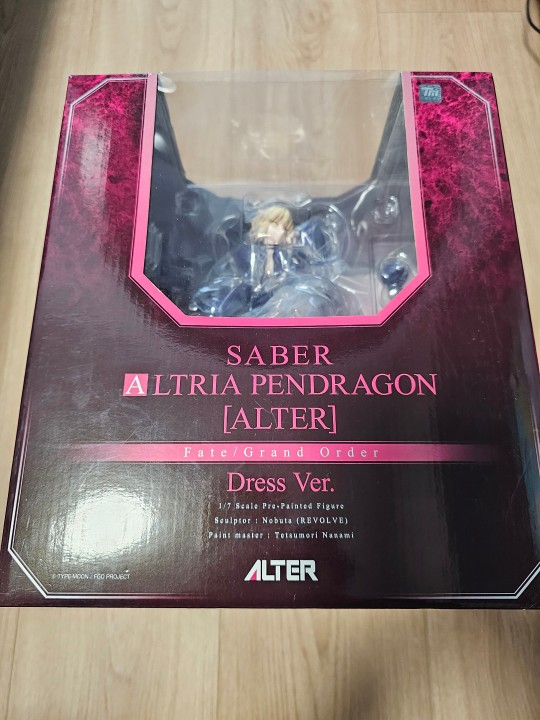 TM
SABER
ALTRIA PENDRAGON
[ALTER]
Fate/Grand Order
Dress Ver.
1/7 Scale Pre-Painted Figure
Sculptor : Nobuta (REVOLVE)
Paint master : Tetsumori Nanami
ALTER
© TYPE-MOON / FGO PROJECT